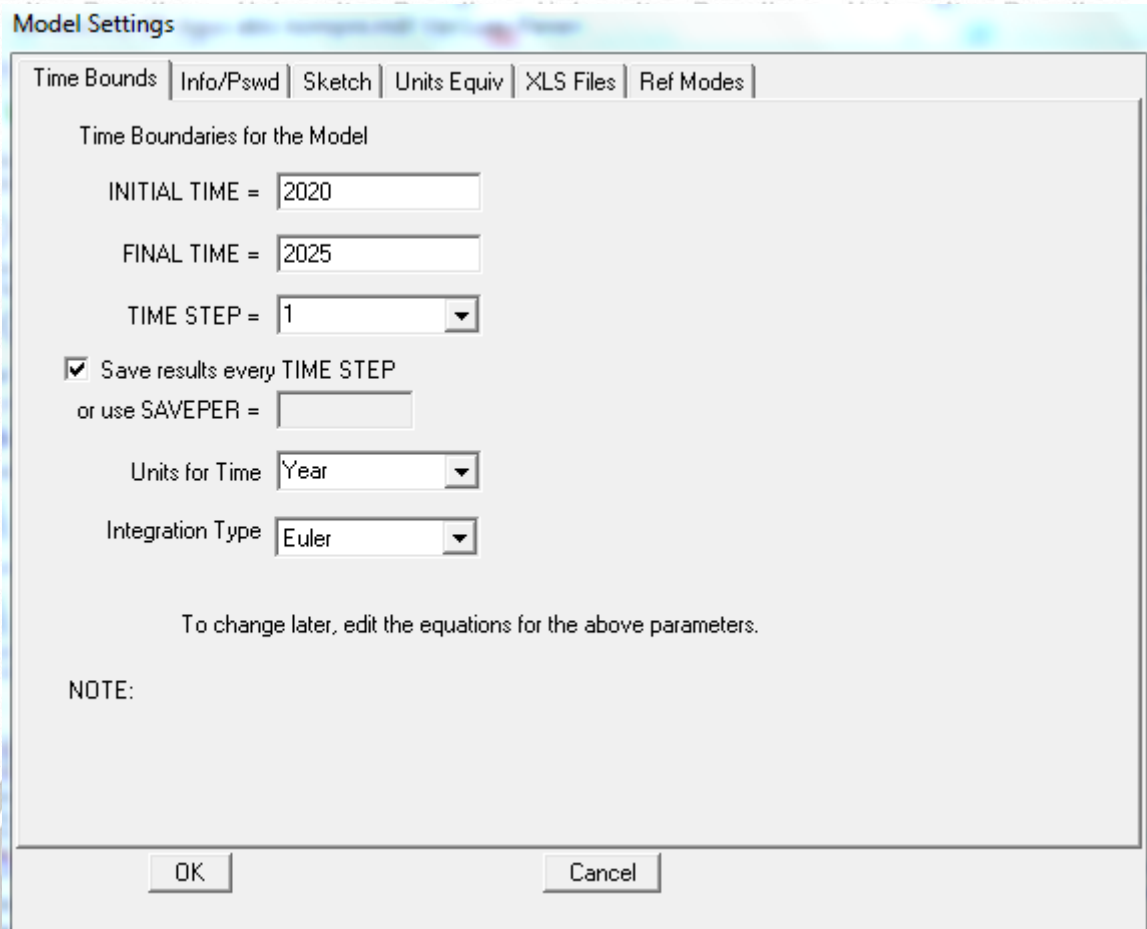 Model Settings
Time Bounds Info/Pswd Sketch Units Equiv XLS Files Ref Modes
Time Boundaries for the Model
INITIAL TIME = 2020
FINAL TIME = 2025
TIME STEP = 1
Save results every TIME STEP
or use SAVEPER =
Units for Time Year
Integration Type Euler
To change later, edit the equations for the above parameters.
NOTE:
OK Cancel